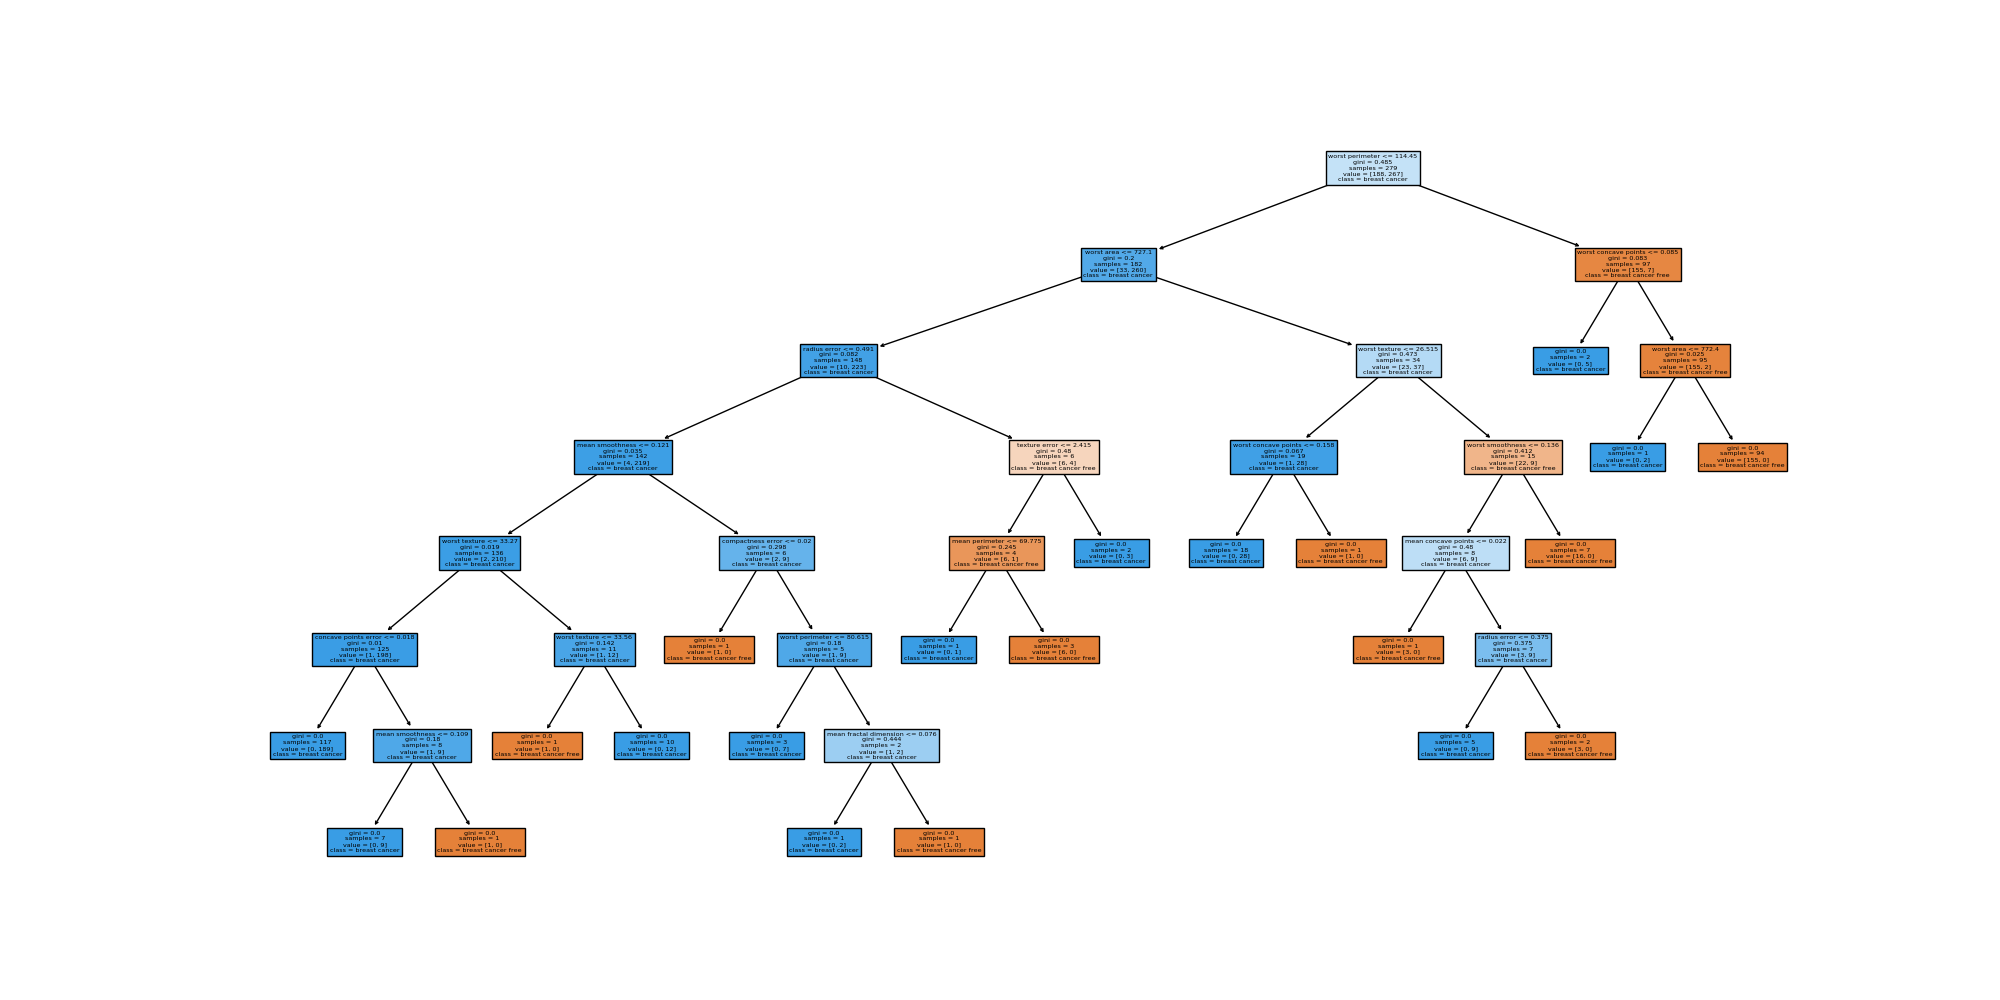 worst perimeter <= 114.45
gini = 0.485
samples = 279
value = [188, 267]
class = breast cancer
worst area <= 727.1
gini = 0.2
samples = 182
value = [33, 260]
class = breast cancer
worst concave points <= 0.085
gini = 0.083
samples = 97
value = [155, 7]
class = breast cancer free
radius error <= 0.491
gini = 0.082
samples = 148
value = [10, 223]
class = breast cancer
worst texture <= 26.515
gini = 0.473
samples = 34
value = [23, 37]
class = breast cancer
gini = 0.0
samples = 2
value = [0, 5]
class = breast cancer
worst area <= 772.4
gini = 0.025
samples = 95
value = [155, 2]
class = breast cancer free
mean smoothness <= 0.121
gini = 0.035
samples = 142
value = [4, 219]
class = breast cancer
texture error <= 2.415
gini = 0.48
samples = 6
value = [6, 4]
class = breast cancer free
worst concave points <= 0.158
gini = 0.067
samples = 19
value = [1, 28]
class = breast cancer
worst smoothness <= 0.136
gini = 0.412
samples = 15
value = [22, 9]
class = breast cancer free
gini = 0.0
samples = 1
value = [0, 2]
class = breast cancer
gini = 0.0
samples = 94
value = [155, 0]
class = breast cancer free
worst texture <= 33.27
gini = 0.019
samples = 136
value = [2, 210]
class = breast cancer
compactness error <= 0.02
gini = 0.298
samples = 6
value = [2, 9]
class = breast cancer
mean perimeter <= 69.775
gini = 0.245
samples = 4
value = [6, 1]
class = breast cancer free
gini = 0.0
samples = 2
value = [0, 3]
class = breast cancer
gini = 0.0
samples = 18
value = [0, 28]
class = breast cancer
gini = 0.0
samples = 1
value = [1, 0]
class = breast cancer free
mean concave points <= 0.022
gini = 0.48
samples = 8
value = [6, 9]
class = breast cancer
gini = 0.0
samples = 7
value = [16, 0]
class = breast cancer free
concave points error <= 0.018
gini = 0.01
samples = 125
value = [1, 198]
class = breast cancer
worst texture <= 33.56
gini = 0.142
samples = 11
value = [1, 12]
class = breast cancer
gini = 0.0
samples = 1
value = [1, 0]
class = breast cancer free
worst perimeter <= 80.615
gini = 0.18
samples = 5
value = [1, 9]
class = breast cancer
gini = 0.0
samples = 1
value = [0, 1]
class = breast cancer
gini = 0.0
samples = 3
value = [6, 0]
class = breast cancer free
gini = 0.0
samples = 1
value = [3, 0]
class = breast cancer free
radius error <= 0.375
gini = 0.375
samples = 7
value = [3, 9]
class = breast cancer
gini = 0.0
samples = 117
value = [0, 189]
class = breast cancer
mean smoothness <= 0.109
gini = 0.18
samples = 8
value = [1, 9]
class = breast cancer
gini = 0.0
samples = 1
value = [1, 0]
class = breast cancer free
gini = 0.0
samples = 10
value = [0, 12]
class = breast cancer
gini = 0.0
samples = 3
value = [0, 7]
class = breast cancer
mean fractal dimension <= 0.076
gini = 0.444
samples = 2
value = [1, 2]
class = breast cancer
gini = 0.0
samples = 5
value = [0, 9]
class = breast cancer
gini = 0.0
samples = 2
value = [3, 0]
class = breast cancer free
gini = 0.0
samples = 7
value = [0, 9]
class = breast cancer
gini = 0.0
samples = 1
value = [1, 0]
class = breast cancer free
gini = 0.0
samples = 1
value = [0, 2]
class = breast cancer
gini = 0.0
samples = 1
value = [1, 0]
class = breast cancer free